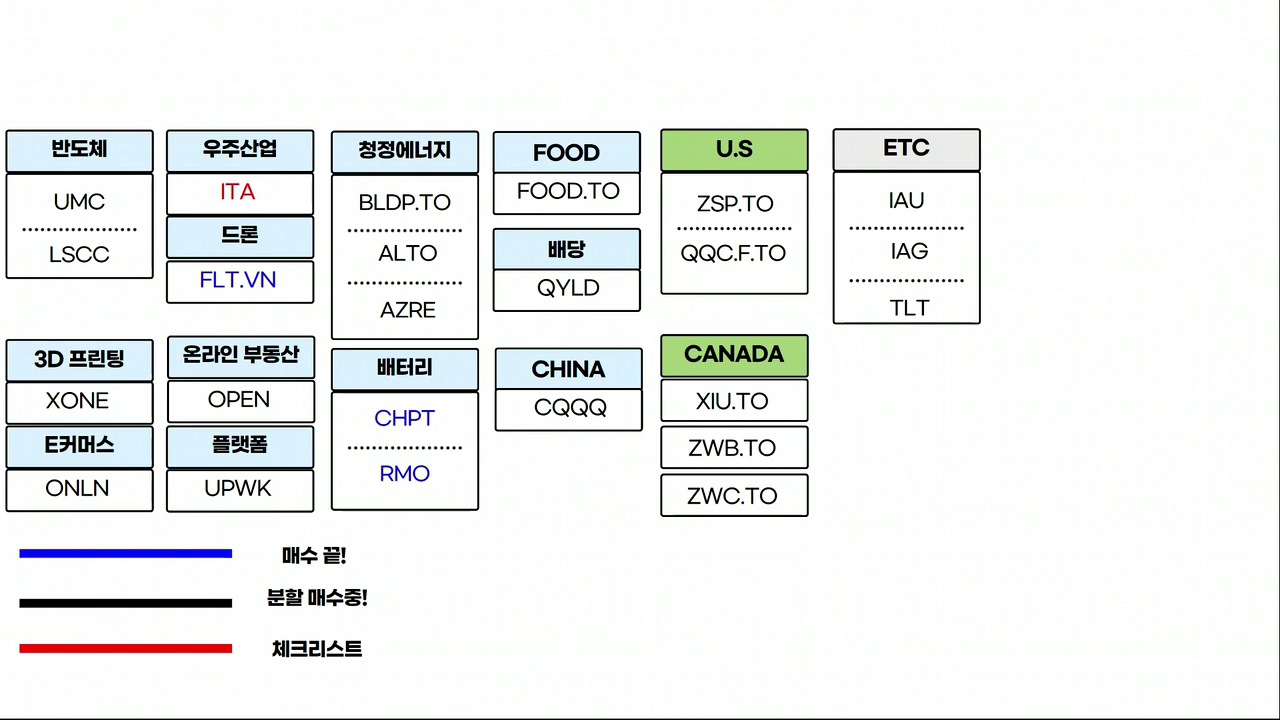 반도체
UMC
LSCC
우주산업
ITA
드론
FLT.VN
청정에너지
BLDP.TO
ALTO
AZRE
FOOD
FOOD.TO
배당
QYLD
U.S
ZSP.TO
QQC.F.TO
ETC
IAU
IAG
TLT
3D 프린팅
XONE
E커머스
ONLN
온라인 부동산
OPEN
플랫폼
UPWK
배터리
CHPT
RMO
CHINA
CQQQ
CANADA
XIU.TO
ZWB.TO
ZWC.TO
매수 끝!
분할 매수중!
체크리스트